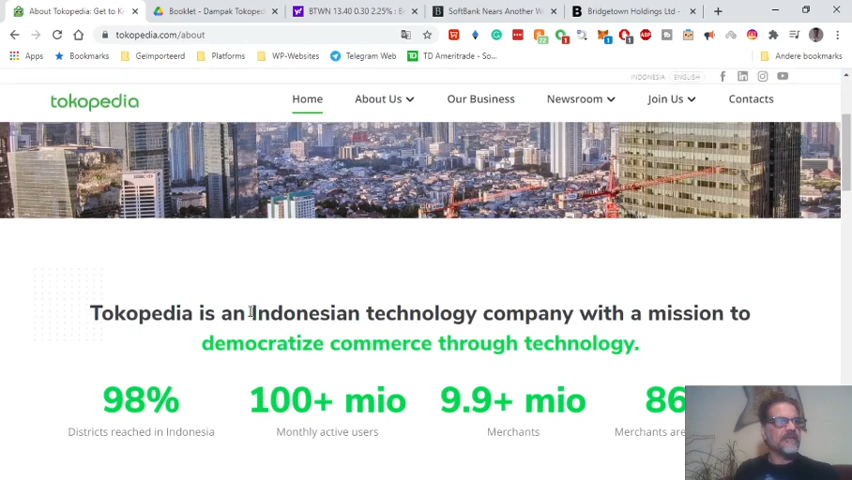 About Tokopedia: Get to K
Booklet - Dampak Tokoped
BTWN 13.40 0.30 2.25% : B
SoftBank Nears Another W
Bridgetown Holdings Ltd -
tokopedia.com/about
Apps
Bookmarks
Geïmporteerd
Platforms
WP-Websites
Telegram Web
TD Ameritrade - So...
Andere bookmarks
INDONESIA ENGLISH
tokopedia
Home
About Us
Our Business
Newsroom
Join Us
Contacts
Tokopedia is an Indonesian technology company with a mission to
democratize commerce through technology.
98% 100+ mio 9.9+ mio 86
Districts reached in Indonesia Monthly active users Merchants Merchants are